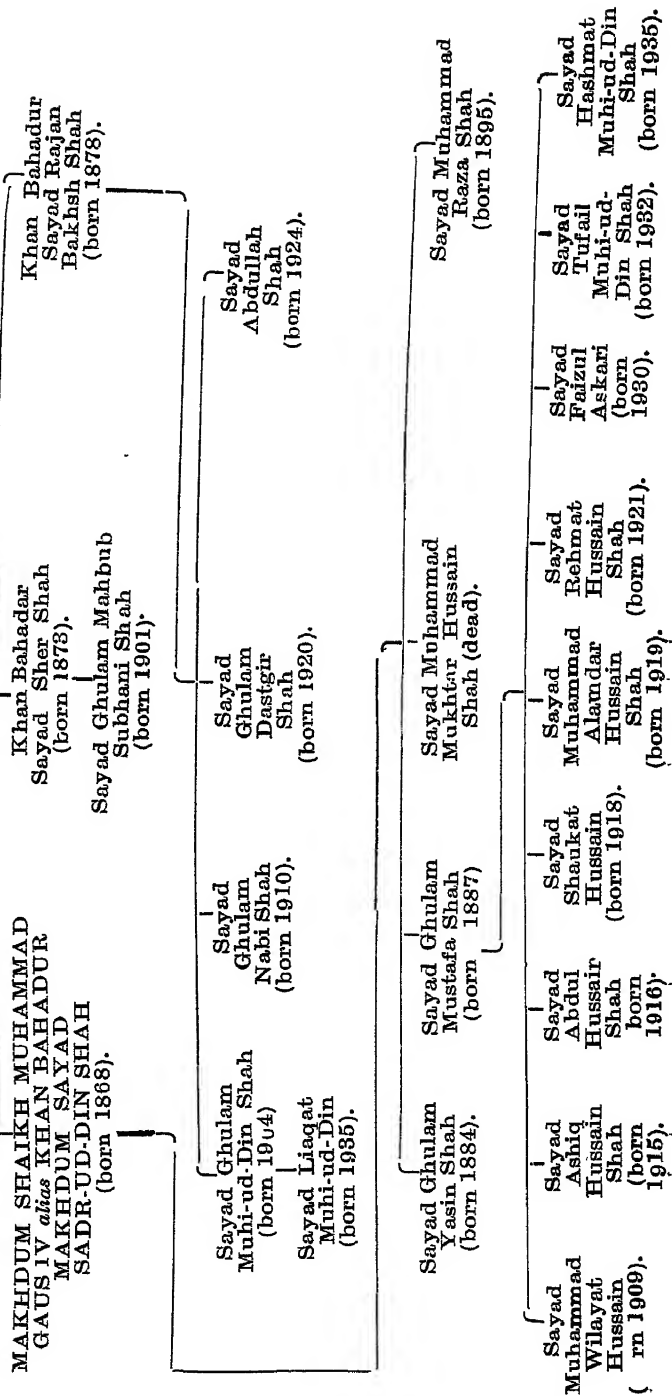 MAKHDUM SHAIKH MUHAMMAD
GAUS IV alias KHAN BAHADUR
MAKHDUM SAYAD
SADR-UD-DIN SHAH
(born 1868).
Khan Bahadar
Sayad Sher Shah
(born 1873).
Sayad Ghulam Mahbub
Subhani Shah
(born 1901).
Khan Bahadur
Sayad Rajan
Bakhsh Shah
(born 1878).
Sayad Ghulam
Muhi-ud-Din Shah
(born 1904)
Sayad Liaqat
Muhi-ud-Din
(born 1935).
Sayad
Ghulam
Nabi Shah
(born 1910).
Sayad
Ghulam
Dastgir
Shah
(born 1920).
Sayad
Abdullah
Shah
(born 1924).
Sayad Ghulam
Yasin Shah
(born 1884).
Sayad Ghulam
Mustafa Shah
(born 1887)
Sayad Muhammad
Mukhtar Hussain
Shah (dead).
Sayad Muhammad
Raza Shah
(born 1895).
Sayad
Muhammad
Wilayat
Hussain
( rn 1909).
Sayad
Ashiq
Hussain
Shah
(born
1915).
Sayad
Abdul
Hussair
Shah
born
1916).
Sayad
Shaukat
Hussain
(born 1918).
Sayad
Muhammad
Alamdar
Hussain
Shah
(born 1919).
Sayad
Rehmat
Hussain
Shah
(born 1921).
Sayad
Faizul
Askari
(born
1930).
Sayad
Tufail
Muhi-ud-
Din Shah
(born 1932).
Sayad
Hashmat
Muhi-ud-Din
Shah
(born 1935).